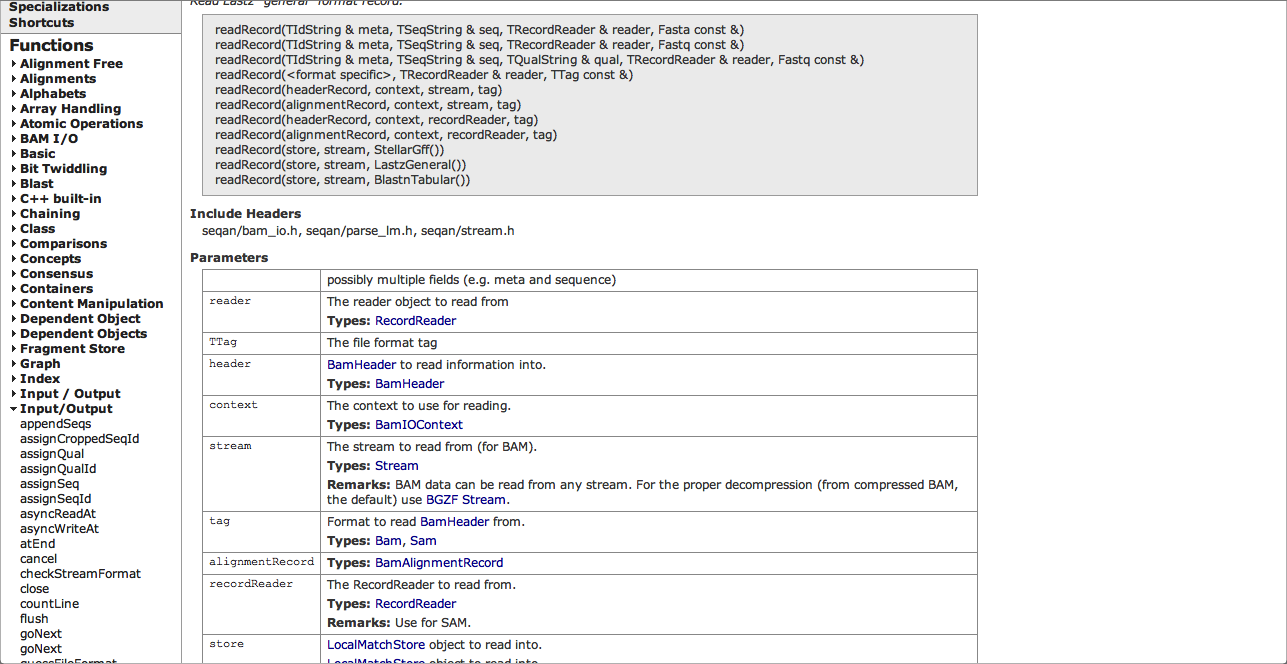 Specializations
Shortcuts
Functions
Alignment Free
Alignments
Alphabets
Array Handling
Atomic Operations
BAM I/O
Basic
Bit Twiddling
Blast
C++ built-in
Chaining
Class
Comparisons
Concepts
Consensus
Containers
Content Manipulation
Dependent Object
Dependent Objects
Fragment Store
Graph
Index
Input / Output
Input/Output
appendSeqs
assignCroppedSeqId
assignQual
assignQualId
assignSeq
assignSeqId
asyncReadAt
asyncWriteAt
atEnd
cancel
checkStreamFormat
close
countLine
flush
goNext
goNext
guessFileFormat
Read Lastz "general" format record.
readRecord(TIdString & meta, TSeqString & seq, TRecordReader & reader, Fasta const &)
readRecord(TIdString & meta, TSeqString & seq, TRecordReader & reader, Fastq const &)
readRecord(TIdString & meta, TSeqString & seq, TQualString & qual, TRecordReader & reader, Fastq const &)
readRecord(<format specific>, TRecordReader & reader, TTag const &)
readRecord(headerRecord, context, stream, tag)
readRecord(alignmentRecord, context, stream, tag)
readRecord(headerRecord, context, recordReader, tag)
readRecord(alignmentRecord, context, recordReader, tag)
readRecord(store, stream, StellarGff())
readRecord(store, stream, LastzGeneral())
readRecord(store, stream, BlastnTabular())
Include Headers
seqan/bam_io.h, seqan/parse_lm.h, seqan/stream.h
Parameters
possibly multiple fields (e.g. meta and sequence)
reader
The reader object to read from
Types: RecordReader
TTag
The file format tag
header
BamHeader to read information into.
Types: BamHeader
context
The context to use for reading.
Types: BamIOContext
stream
The stream to read from (for BAM).
Types: Stream
Remarks: BAM data can be read from any stream. For the proper decompression (from compressed BAM,
the default) use BGZF Stream.
tag
Format to read BamHeader from.
Types: Bam, Sam
alignmentRecord
Types: BamAlignmentRecord
recordReader
The RecordReader to read from.
Types: RecordReader
Remarks: Use for SAM.
store
LocalMatchStore object to read into.
LocalMatchStore object to read into.